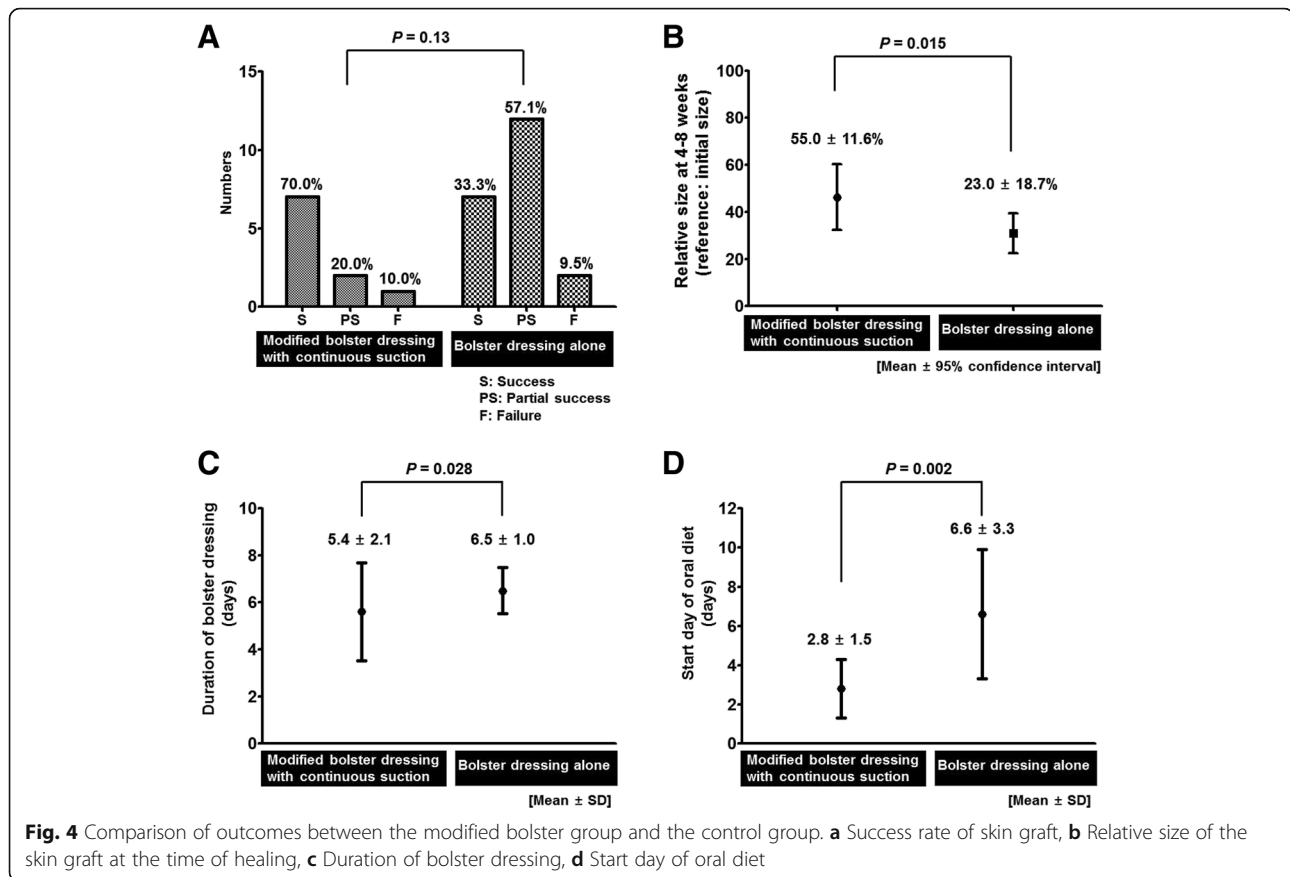 A
P = 0.13
Numbers
15
10
5
0
70.0%
20.0%
10.0%
33.3%
57.1%
9.5%
S
PS
F
S
PS
F
Modified bolster dressing
with continuous suction
Bolster dressing alone
S: Success
PS: Partial success
F: Failure
B
P = 0.015
Relative size at 4-8 weeks
(reference: initial size)
100
80
60
40
20
0
55.0 ± 11.6%
23.0 ± 18.7%
Modified bolster dressing
with continuous suction
Bolster dressing alone
[Mean ± 95% confidence interval]
C
P = 0.028
Duration of bolster dressing
(days)
10
8
6
4
2
0
5.4 ± 2.1
6.5 ± 1.0
Modified bolster dressing
with continuous suction
Bolster dressing alone
[Mean ± SD]
D
P = 0.002
Start day of oral diet
(days)
12
10
8
6
4
2
0
2.8 ± 1.5
6.6 ± 3.3
Modified bolster dressing
with continuous suction
Bolster dressing alone
[Mean ± SD]
Fig. 4 Comparison of outcomes between the modified bolster group and the control group. a Success rate of skin graft, b Relative size of the
skin graft at the time of healing, c Duration of bolster dressing, d Start day of oral diet